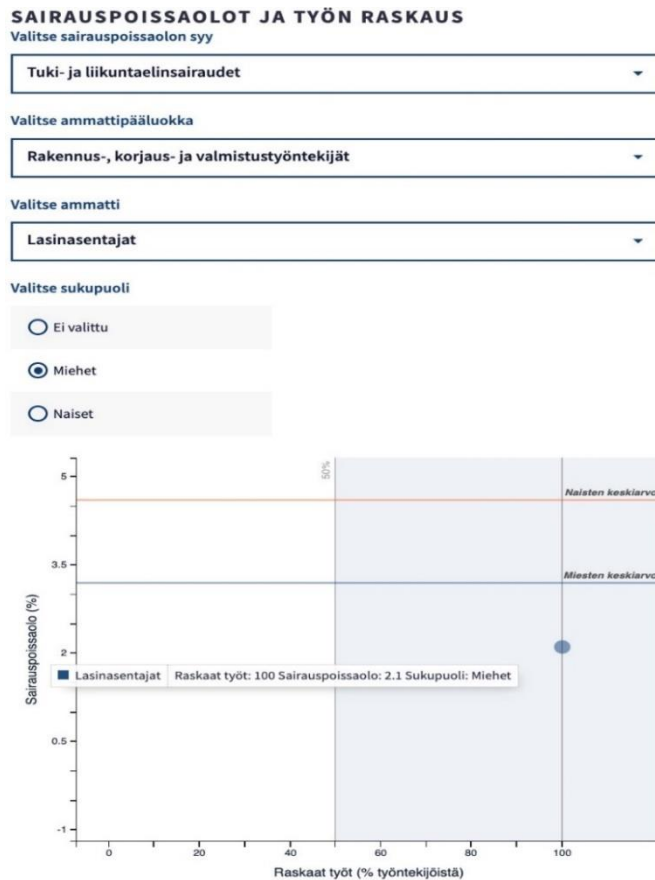 SAIRAUSPOISSAOLOT JA TYÖN RASKAUS
Valitse sairauspoissaolon syy
Tuki- ja liikuntaelinsairaudet
Valitse ammattipääluokka
Rakennus-, korjaus- ja valmistustyöntekijät
Valitse ammatti
Lasinasentajat
Valitse sukupuoli
Ei valittu
Miehet
Naiset
50%
5
Naisten keskiarvo
3.5
Miesten keskiarvo
Sairauspoissaolo (%)
2
Lasinasentajat Raskaat työt: 100 Sairauspoissaolo: 2.1 Sukupuoli: Miehet
0.5
-1
0 20 40 60 80 100
Raskaat työt (% työntekijöistä)